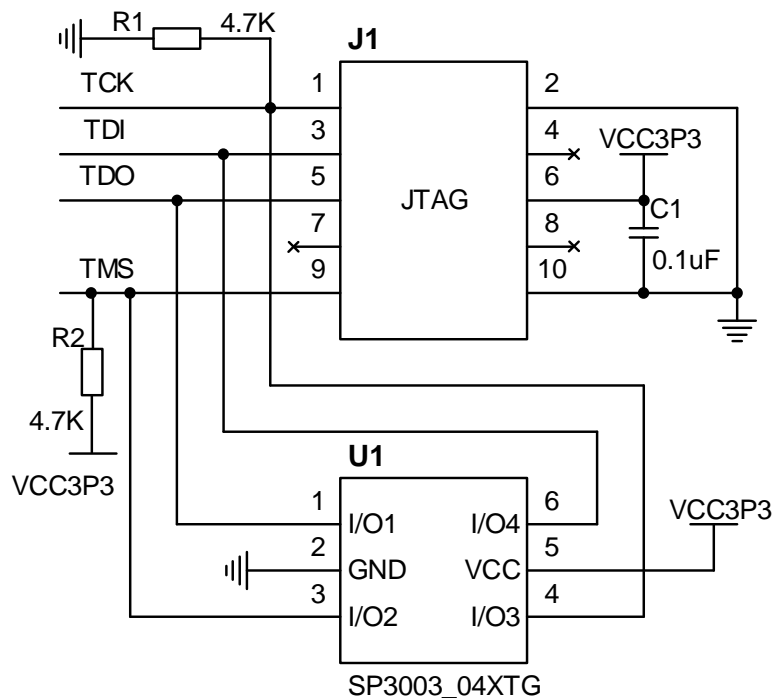 R1 4.7K
J1
TCK 1 2
TDI 3 4 VCC3P3
TDO 5 6
JTAG C1
7 8
0.1uF
TMS 9 10
R2
4.7K
VCC3P3
U1
1 I/O1 I/O4 6 VCC3P3
2 GND VCC 5
3 I/O2 I/O3 4
SP3003_04XTG